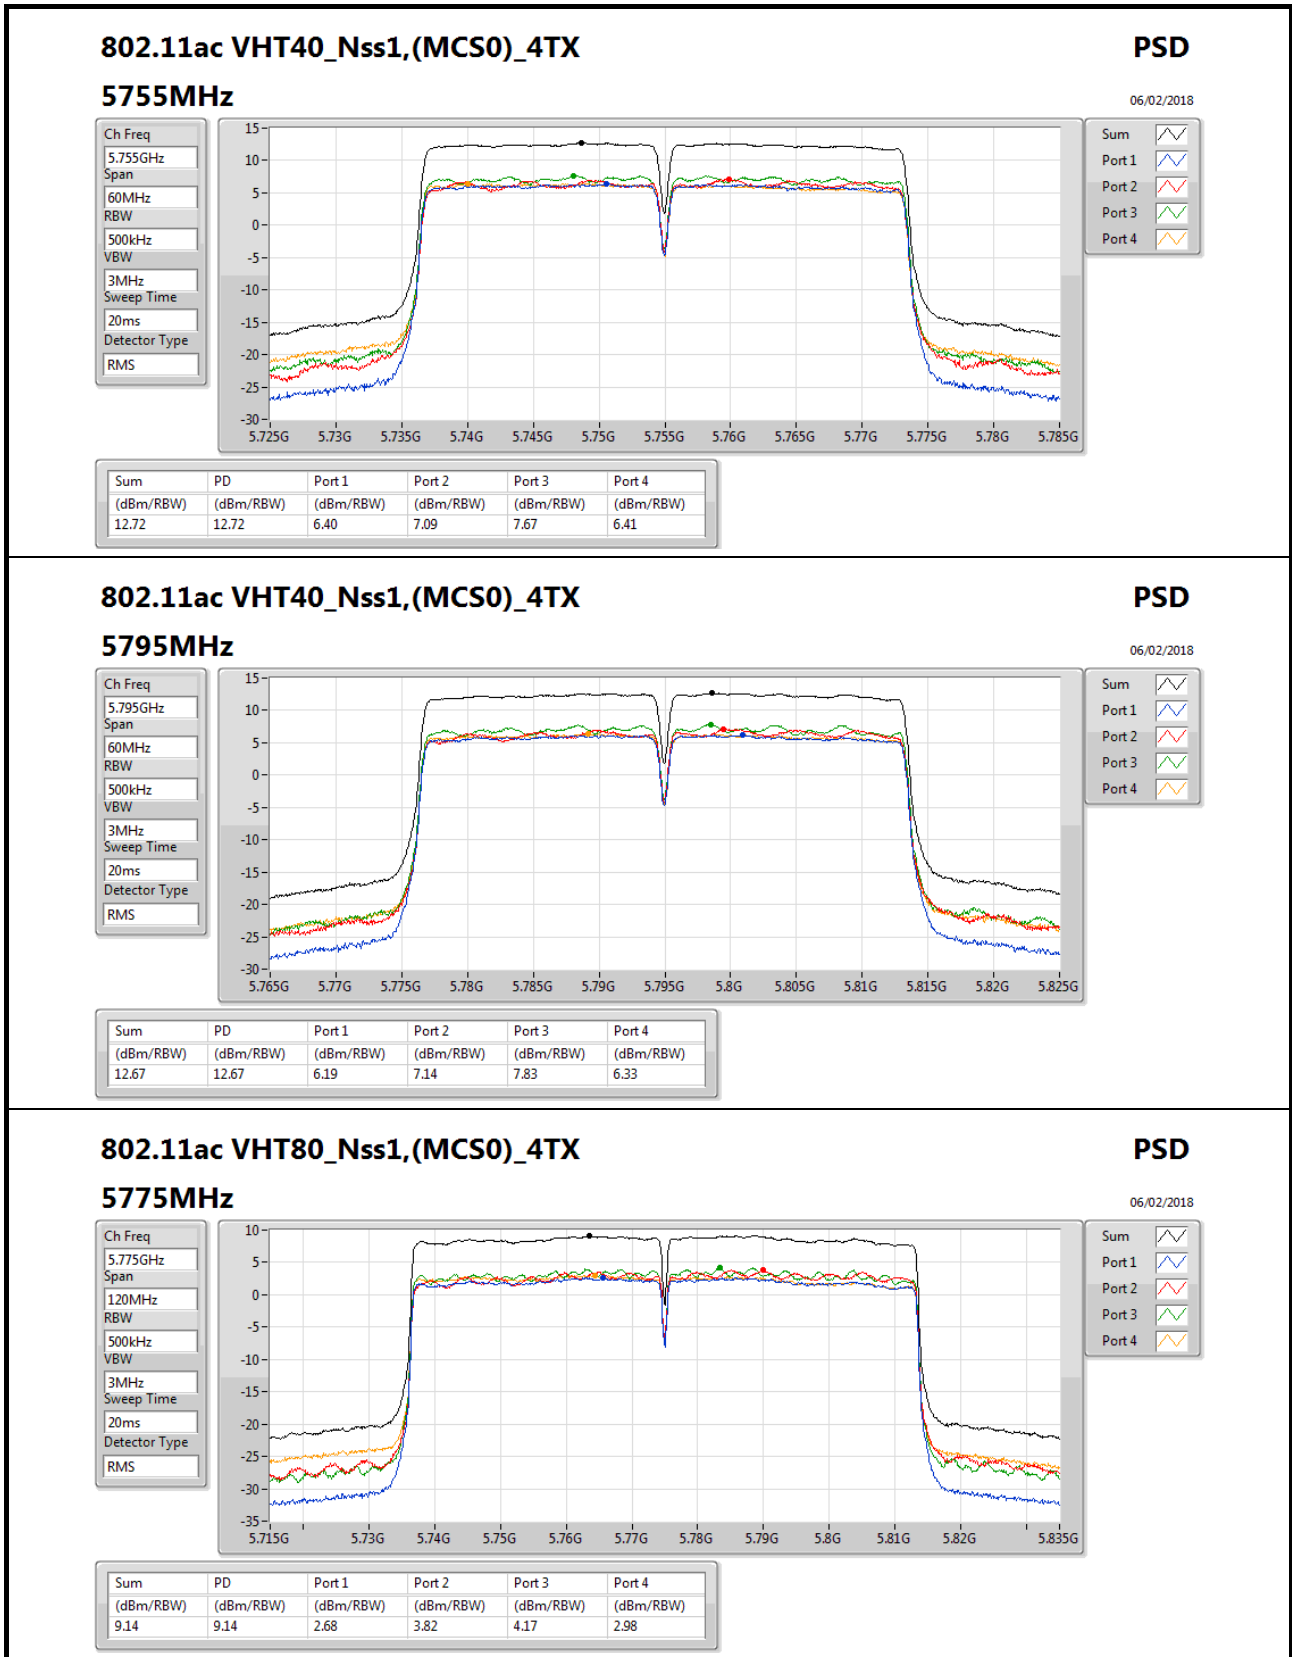 802.11ac VHT40_Nss1,(MCS0)_4TX PSD
5755MHz 06/02/2018
Ch Freq
5.755GHz
Span
60MHz
RBW
500kHz
VBW
3MHz
Sweep Time
20ms
Detector Type
RMS
15
10
5
0
-5
-10
-15
-20
-25
-30
5.725G 5.73G 5.735G 5.74G 5.745G 5.75G 5.755G 5.76G 5.765G 5.77G 5.775G 5.78G 5.785G
Sum
Port 1
Port 2
Port 3
Port 4
Sum PD Port 1 Port 2 Port 3 Port 4
(dBm/RBW) (dBm/RBW) (dBm/RBW) (dBm/RBW) (dBm/RBW) (dBm/RBW)
12.72 12.72 6.40 7.09 7.67 6.41
802.11ac VHT40_Nss1,(MCS0)_4TX PSD
5795MHz 06/02/2018
Ch Freq
5.795GHz
Span
60MHz
RBW
500kHz
VBW
3MHz
Sweep Time
20ms
Detector Type
RMS
15
10
5
0
-5
-10
-15
-20
-25
-30
5.765G 5.77G 5.775G 5.78G 5.785G 5.79G 5.795G 5.8G 5.805G 5.81G 5.815G 5.82G 5.825G
Sum
Port 1
Port 2
Port 3
Port 4
Sum PD Port 1 Port 2 Port 3 Port 4
(dBm/RBW) (dBm/RBW) (dBm/RBW) (dBm/RBW) (dBm/RBW) (dBm/RBW)
12.67 12.67 6.19 7.14 7.83 6.33
802.11ac VHT80_Nss1,(MCS0)_4TX PSD
5775MHz 06/02/2018
Ch Freq
5.775GHz
Span
120MHz
RBW
500kHz
VBW
3MHz
Sweep Time
20ms
Detector Type
RMS
10
5
0
-5
-10
-15
-20
-25
-30
-35
5.715G 5.73G 5.74G 5.75G 5.76G 5.77G 5.78G 5.79G 5.8G 5.81G 5.82G 5.835G
Sum
Port 1
Port 2
Port 3
Port 4
Sum PD Port 1 Port 2 Port 3 Port 4
(dBm/RBW) (dBm/RBW) (dBm/RBW) (dBm/RBW) (dBm/RBW) (dBm/RBW)
9.14 9.14 2.68 3.82 4.17 2.98